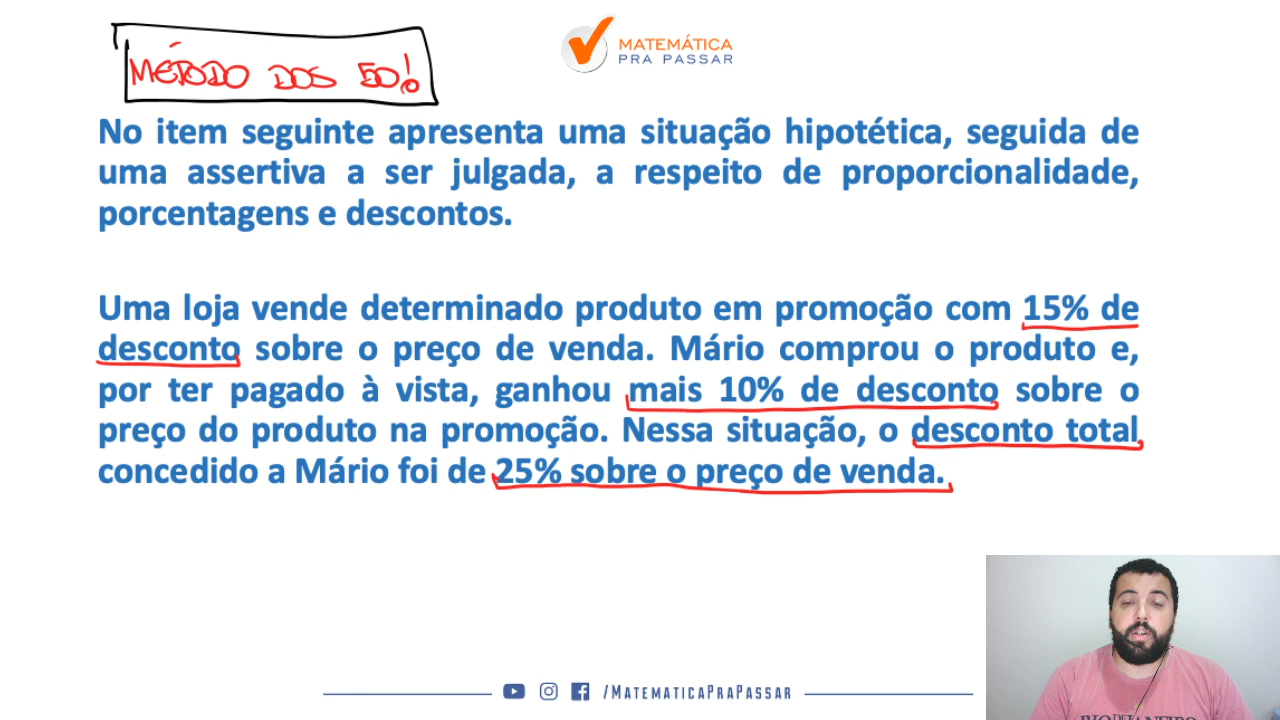 MÉTODO DOS 50!
MATEMÁTICA
PRA PASSAR
No item seguinte apresenta uma situação hipotética, seguida de
uma assertiva a ser julgada, a respeito de proporcionalidade,
porcentagens e descontos.
Uma loja vende determinado produto em promoção com 15% de
desconto sobre o preço de venda. Mário comprou o produto e,
por ter pagado à vista, ganhou mais 10% de desconto sobre o
preço do produto na promoção. Nessa situação, o desconto total
concedido a Mário foi de 25% sobre o preço de venda.
RIO DE JANEIRO
/MATEMATICAPRAPASSAR